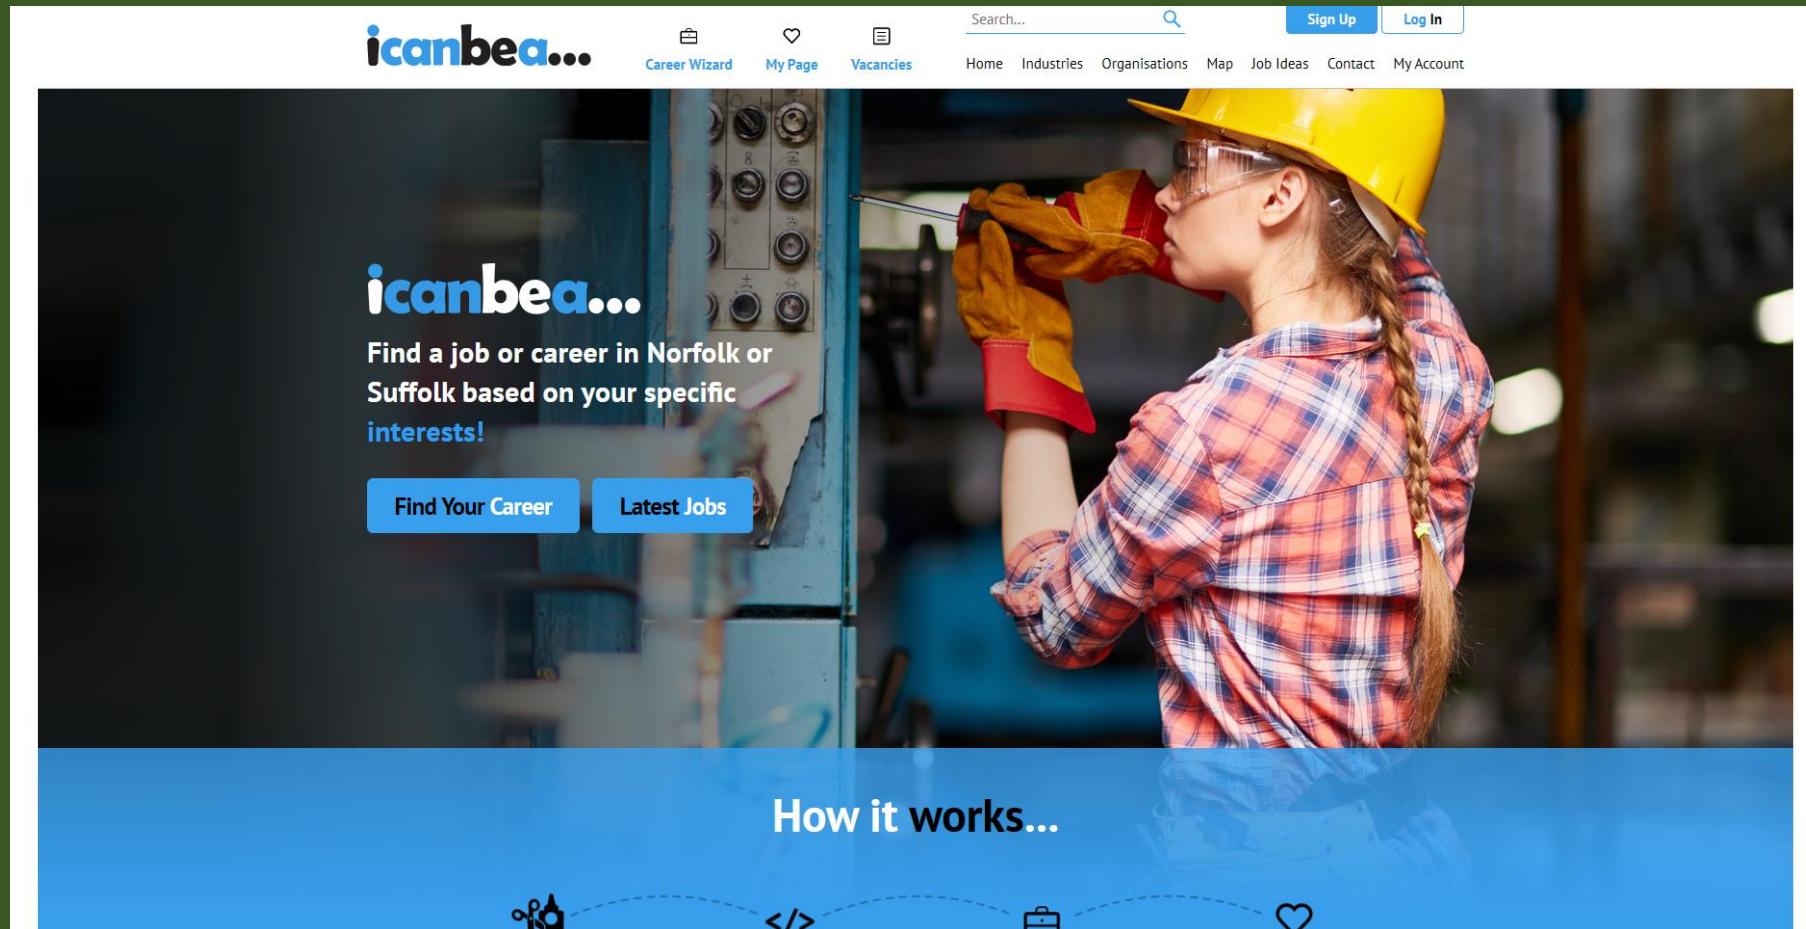 icanbea...
Career Wizard
My Page
Vacancies
Search...
Sign Up
Log In
Home Industries Organisations Map Job Ideas Contact My Account
icanbea...
Find a job or career in Norfolk or
Suffolk based on your specific
interests!
Find Your Career
Latest Jobs
How it works...